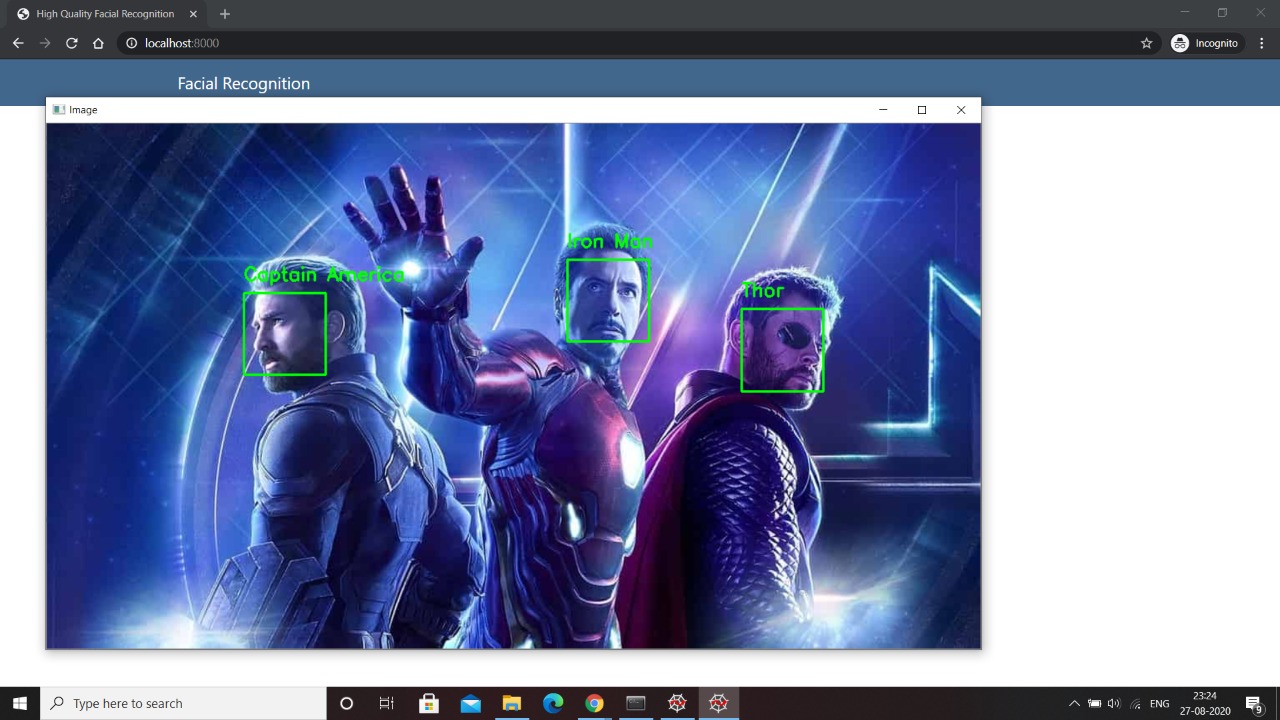 High Quality Facial Recognition
localhost:8000
Incognito
Facial Recognition
Image
Iron Man
Captain America
Thor
Type here to search
ENG
23:24
27-08-2020
9